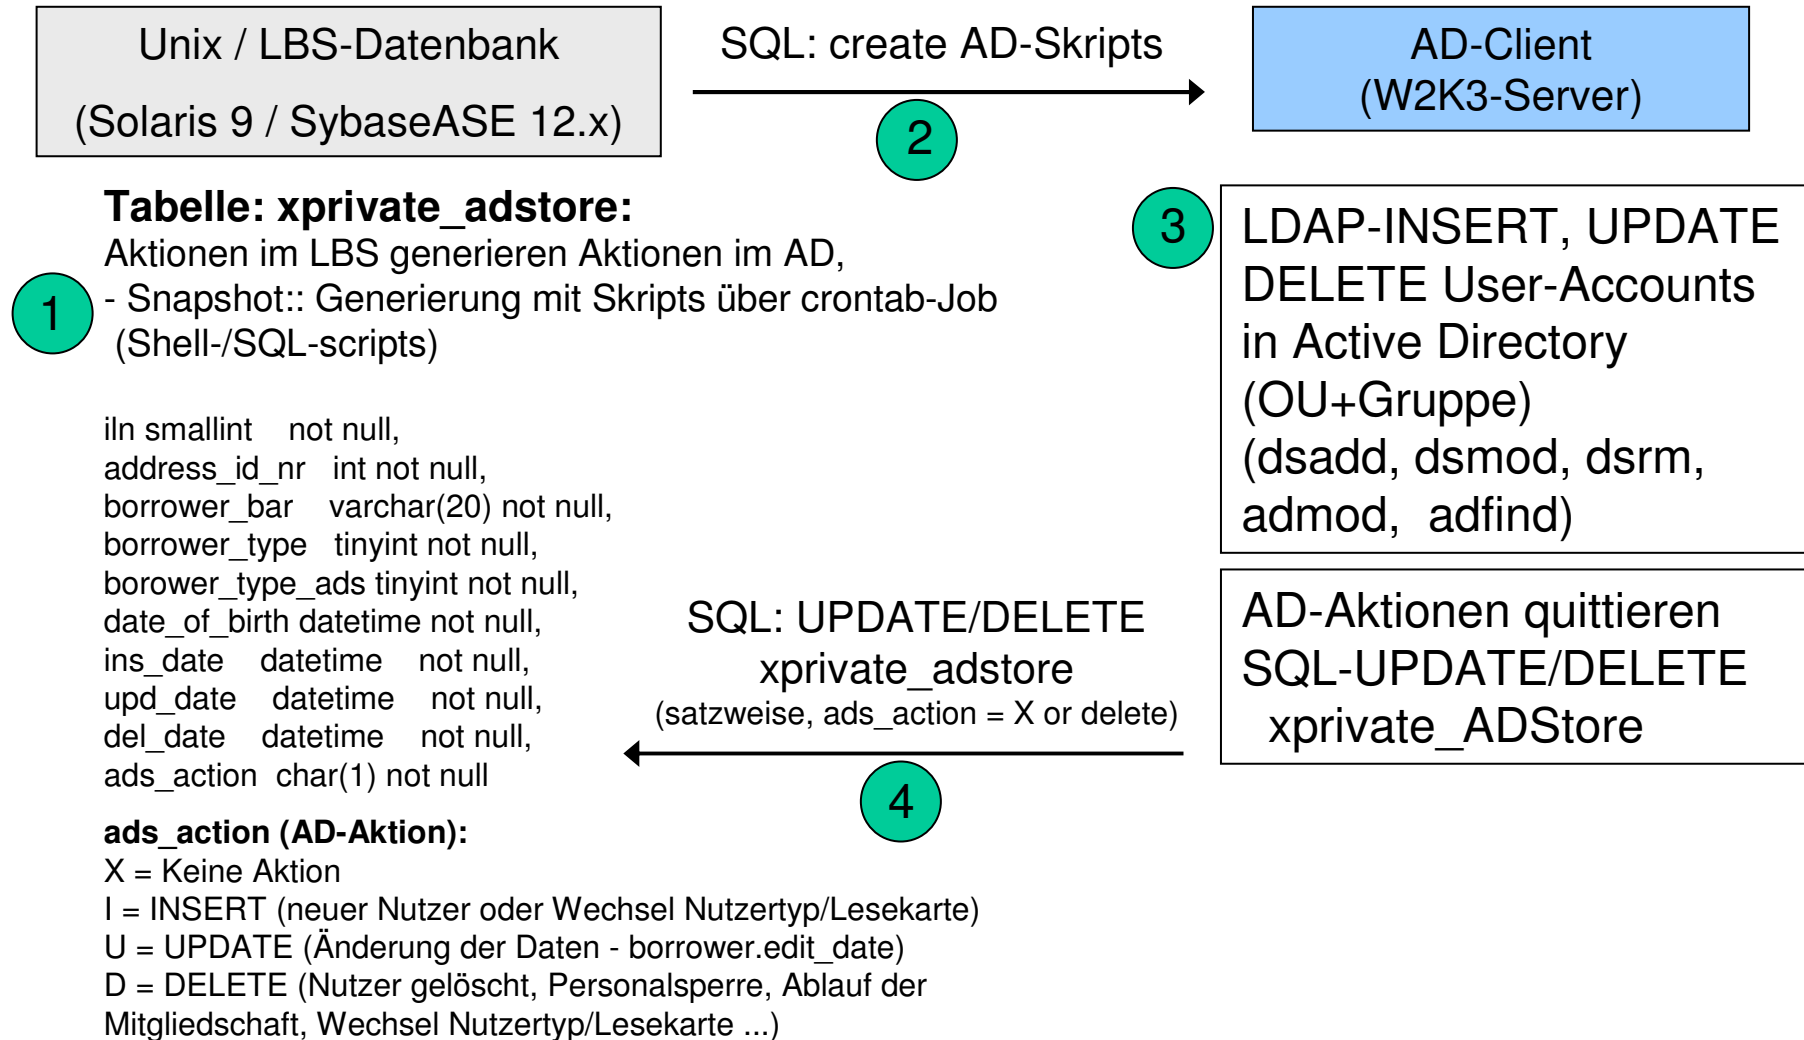 Unix / LBS-Datenbank
(Solaris 9 / SybaseASE 12.x)
SQL: create AD-Skripts
2
AD-Client
(W2K3-Server)
Tabelle: xprivate_adstore:
Aktionen im LBS generieren Aktionen im AD,
1
- Snapshot:: Generierung mit Skripts über crontab-Job
(Shell-/SQL-scripts)
3
LDAP-INSERT, UPDATE
DELETE User-Accounts
in Active Directory
(OU+Gruppe)
(dsadd, dsmod, dsrm,
admod, adfind)
iln smallint not null,
address_id_nr int not null,
borrower_bar varchar(20) not null,
borrower_type tinyint not null,
borower_type_ads tinyint not null,
date_of_birth datetime not null,
ins_date datetime not null,
upd_date datetime not null,
del_date datetime not null,
ads_action char(1) not null
SQL: UPDATE/DELETE
xprivate_adstore
(satzweise, ads_action = X or delete)
4
AD-Aktionen quittieren
SQL-UPDATE/DELETE
xprivate_ADStore
ads_action (AD-Aktion):
X = Keine Aktion
I = INSERT (neuer Nutzer oder Wechsel Nutzertyp/Lesekarte)
U = UPDATE (Änderung der Daten - borrower.edit_date)
D = DELETE (Nutzer gelöscht, Personalsperre, Ablauf der
Mitgliedschaft, Wechsel Nutzertyp/Lesekarte ...)